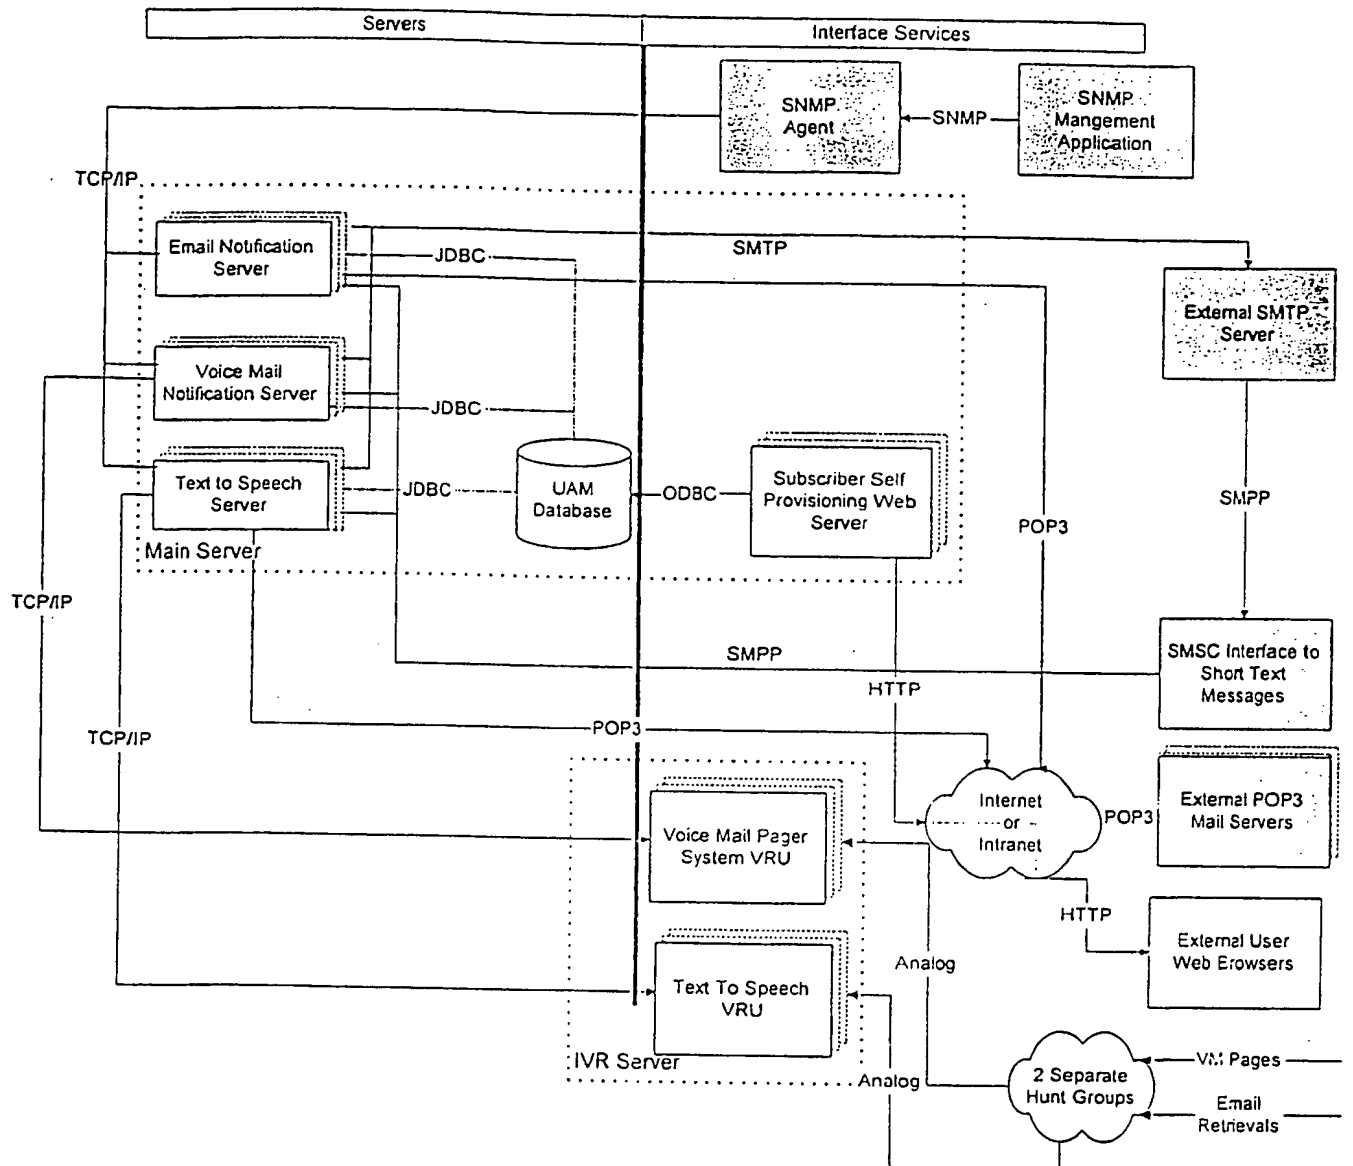 Servers
Interface Services
SNMP
Agent
SNMP
SNMP
Mangement
Application
TCP/IP
Email Notification
Server
JDBC
SMTP
External SMTP
Server
Voice Mail
Notification Server
JDBC
Text to Speech
Server
JDBC
UAM
Database
ODBC
Subscriber Self
Provisioning Web
Server
POP3
SMPP
Main Server
TCP/IP
SMPP
SMSC Interface to
Short Text
Messages
HTTP
TCP/IP
POP3
Voice Mail Pager
System VRU
Internet
or
Intranet
POP3
External POP3
Mail Servers
HTTP
External User
Web Erowsers
Analog
Text To Speech
VRU
IVR Server
Analog
2 Separate
Hunt Groups
VM Pages
Email
Retrievals